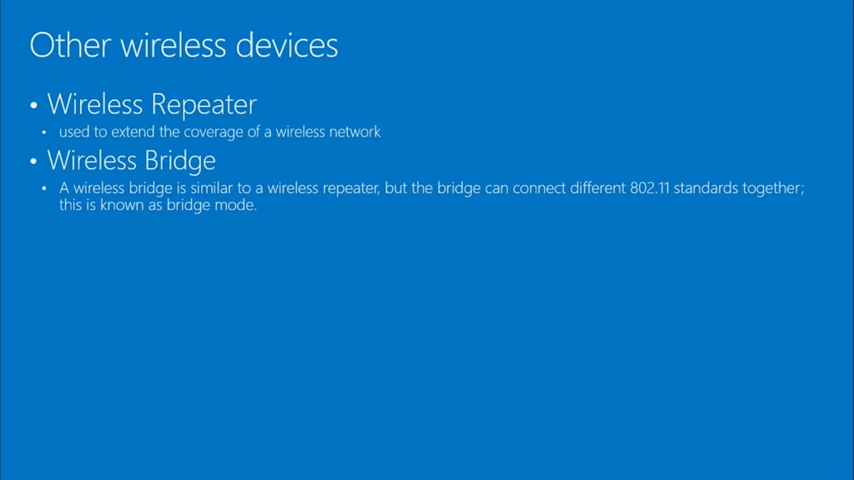 Other wireless devices
• Wireless Repeater
• used to extend the coverage of a wireless network
• Wireless Bridge
• A wireless bridge is similar to a wireless repeater, but the bridge can connect different 802.11 standards together;
this is known as bridge mode.